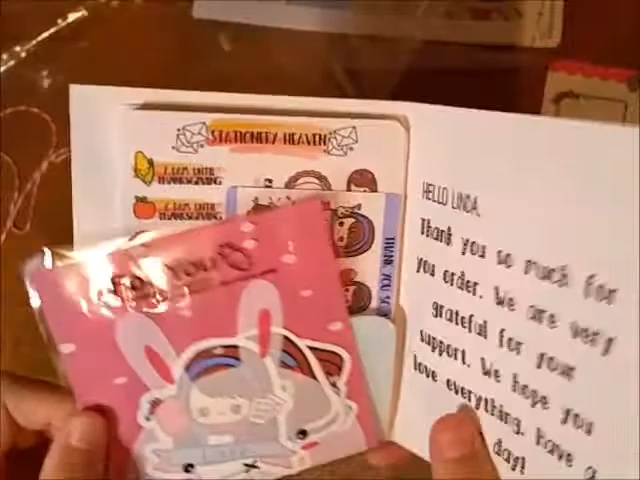 STATIONERY HEAVEN
DAYS UNTIL
THANKSGIVING
DAYS UNTIL
THANKSGIVING
THANK YOU SO
HELLO LINDA,
Thank you so much for
you order. We are very
grateful for your
support. We hope you
love everything. Have a
day!